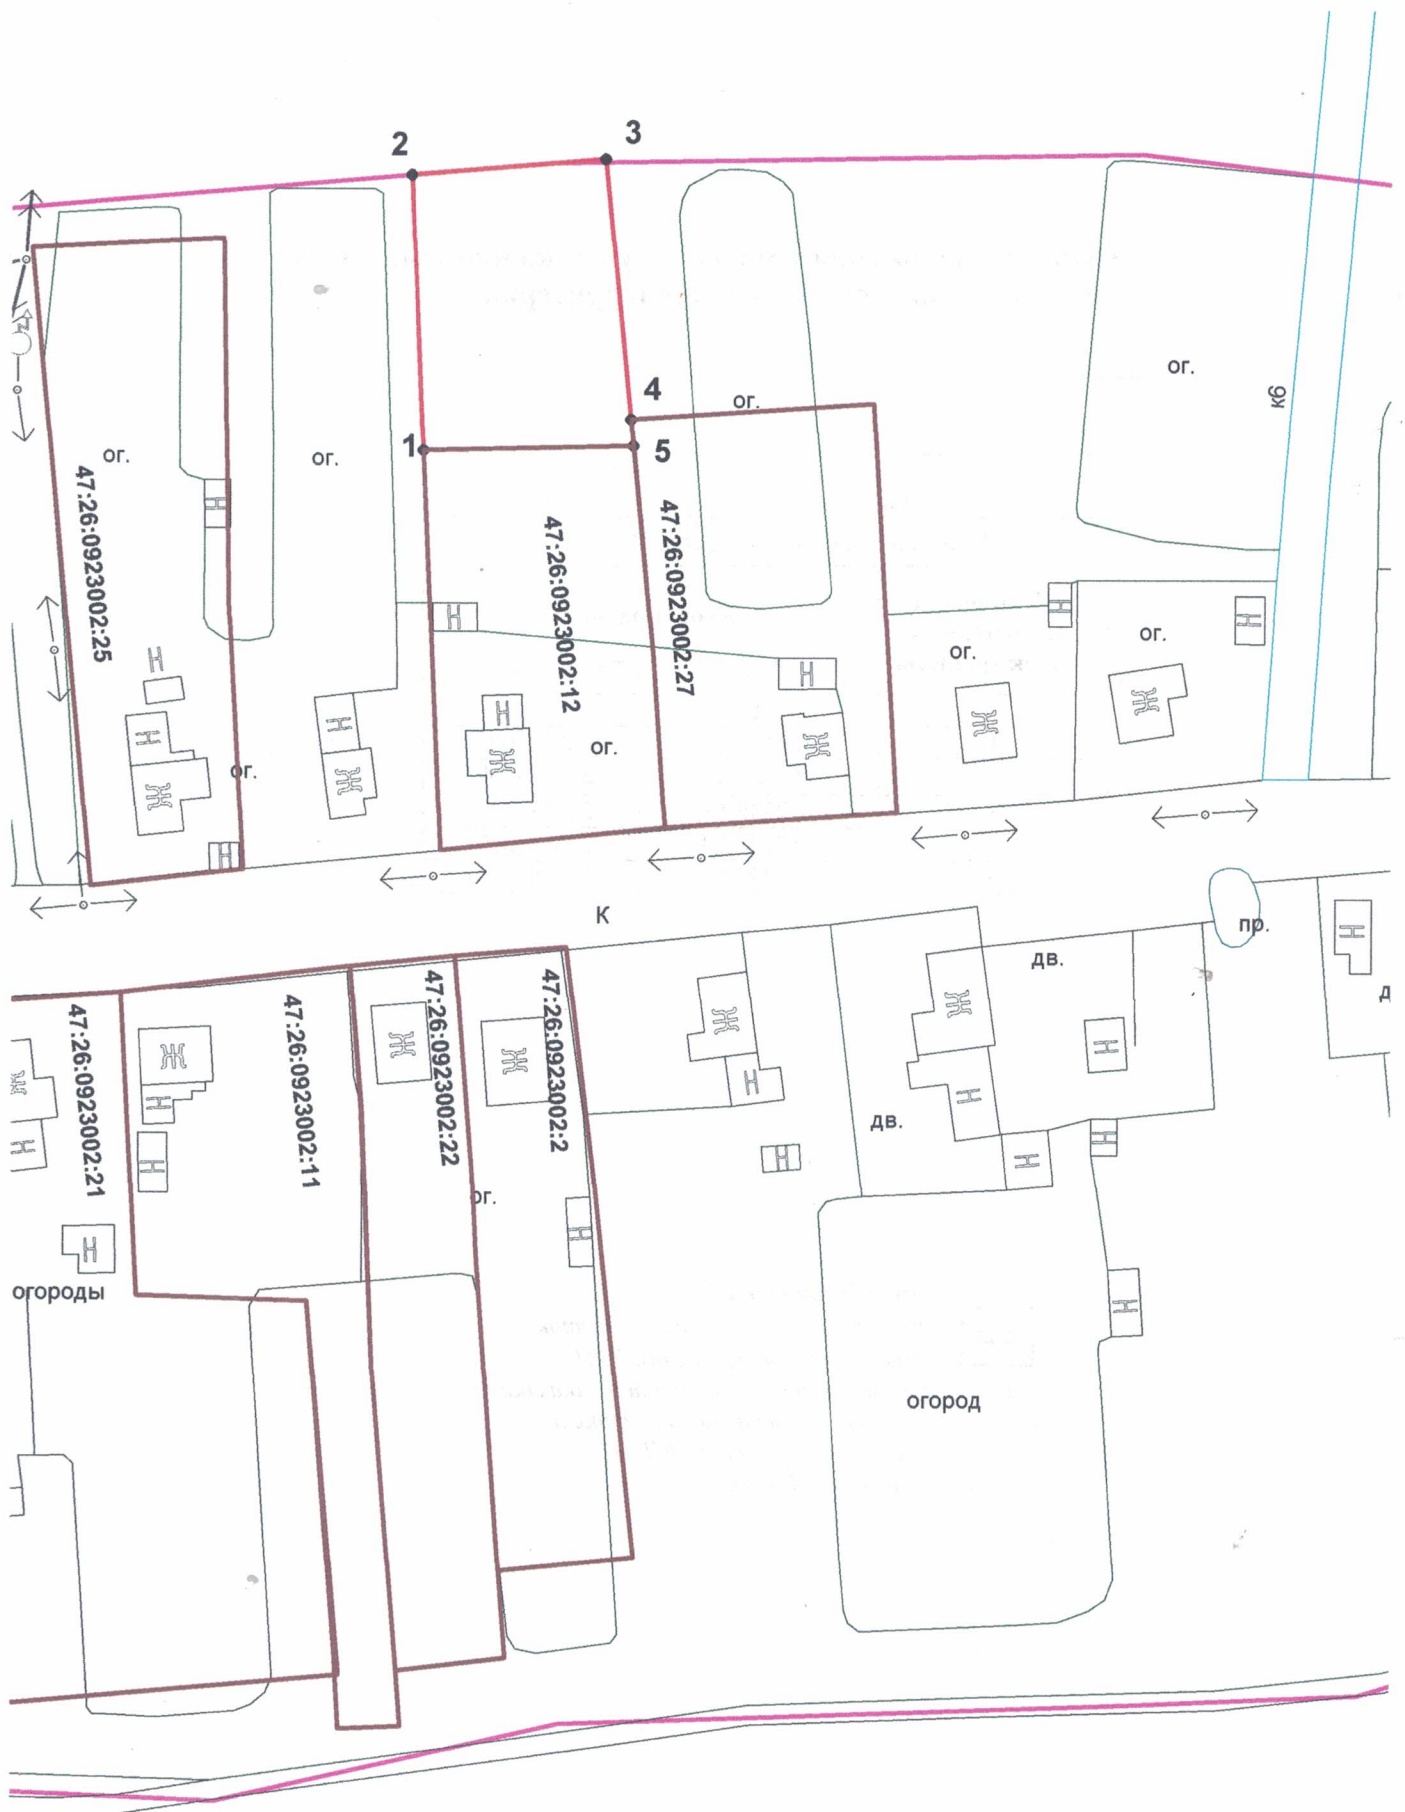 2
3
4
1
5
ог.
ог.
ог.
ог.
кб
47:26:0923002:25
47:26:0923002:12
47:26:0923002:27
Н
Н
Н
Н
Н
ог.
ог.
Н
Н
Ж
ог.
Н
Ж
Н
Ж
ог.
Ж
Ж
Ж
Н
К
пр.
Н
дв.
д
47:26:0923002:21
47:26:0923002:11
47:26:0923002:22
47:26:0923002:2
Ж
Н
Ж
Н
Н
Ж
Ж
Ж
Н
Ж
Н
Н
дв.
Н
Н
Н
ог.
Н
Н
огороды
Н
огород